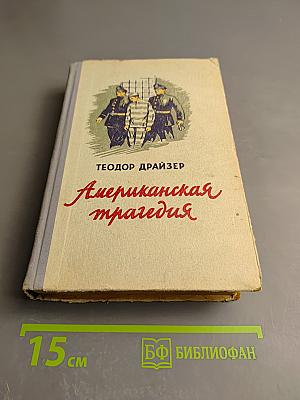 ТЕОДОР ДРАЙЗЕР
Американская
трагедия
15 см
БФ БИБЛИОФАН